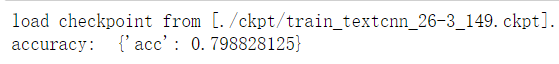 load checkpoint from [./ckpt/train_textcnn_26-3_149.ckpt].
accuracy:  {'acc': 0.798828125}